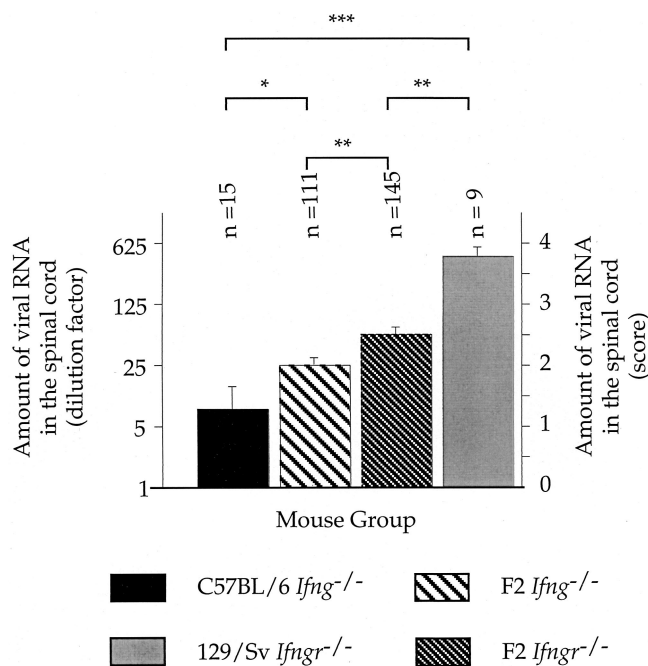 ***
*
**
**
n =15
n =111
n =145
n = 9
Amount of viral RNA
in the spinal cord
(dilution factor)
625
125
25
5
1
4
3
2
1
0
Amount of viral RNA
in the spinal cord
(score)
Mouse Group
C57BL/6 Ifng-/-
F2 Ifng-/-
129/Sv Ifngr-/-
F2 Ifngr-/-